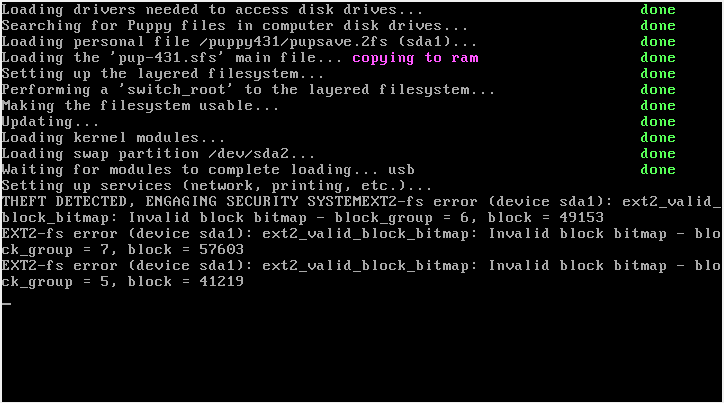 Loading drivers needed to access disk drives... done
Searching for Puppy files in computer disk drives... done
Loading personal file /puppy431/pupsave.2fs (sda1)... done
Loading the 'pup-431.sfs' main file... copying to ram done
Setting up the layered filesystem... done
Performing a 'switch_root' to the layered filesystem... done
Making the filesystem usable... done
Updating... done
Loading kernel modules... done
Loading swap partition /dev/sda2... done
Waiting for modules to complete loading... usb done
Setting up services (network, printing, etc.)...
THEFT DETECTED, ENGAGING SECURITY SYSTEMEXT2-fs error (device sda1): ext2_valid_
block_bitmap: Invalid block bitmap - block_group = 6, block = 49153
EXT2-fs error (device sda1): ext2_valid_block_bitmap: Invalid block bitmap - blo
ck_group = 7, block = 57603
EXT2-fs error (device sda1): ext2_valid_block_bitmap: Invalid block bitmap - blo
ck_group = 5, block = 41219